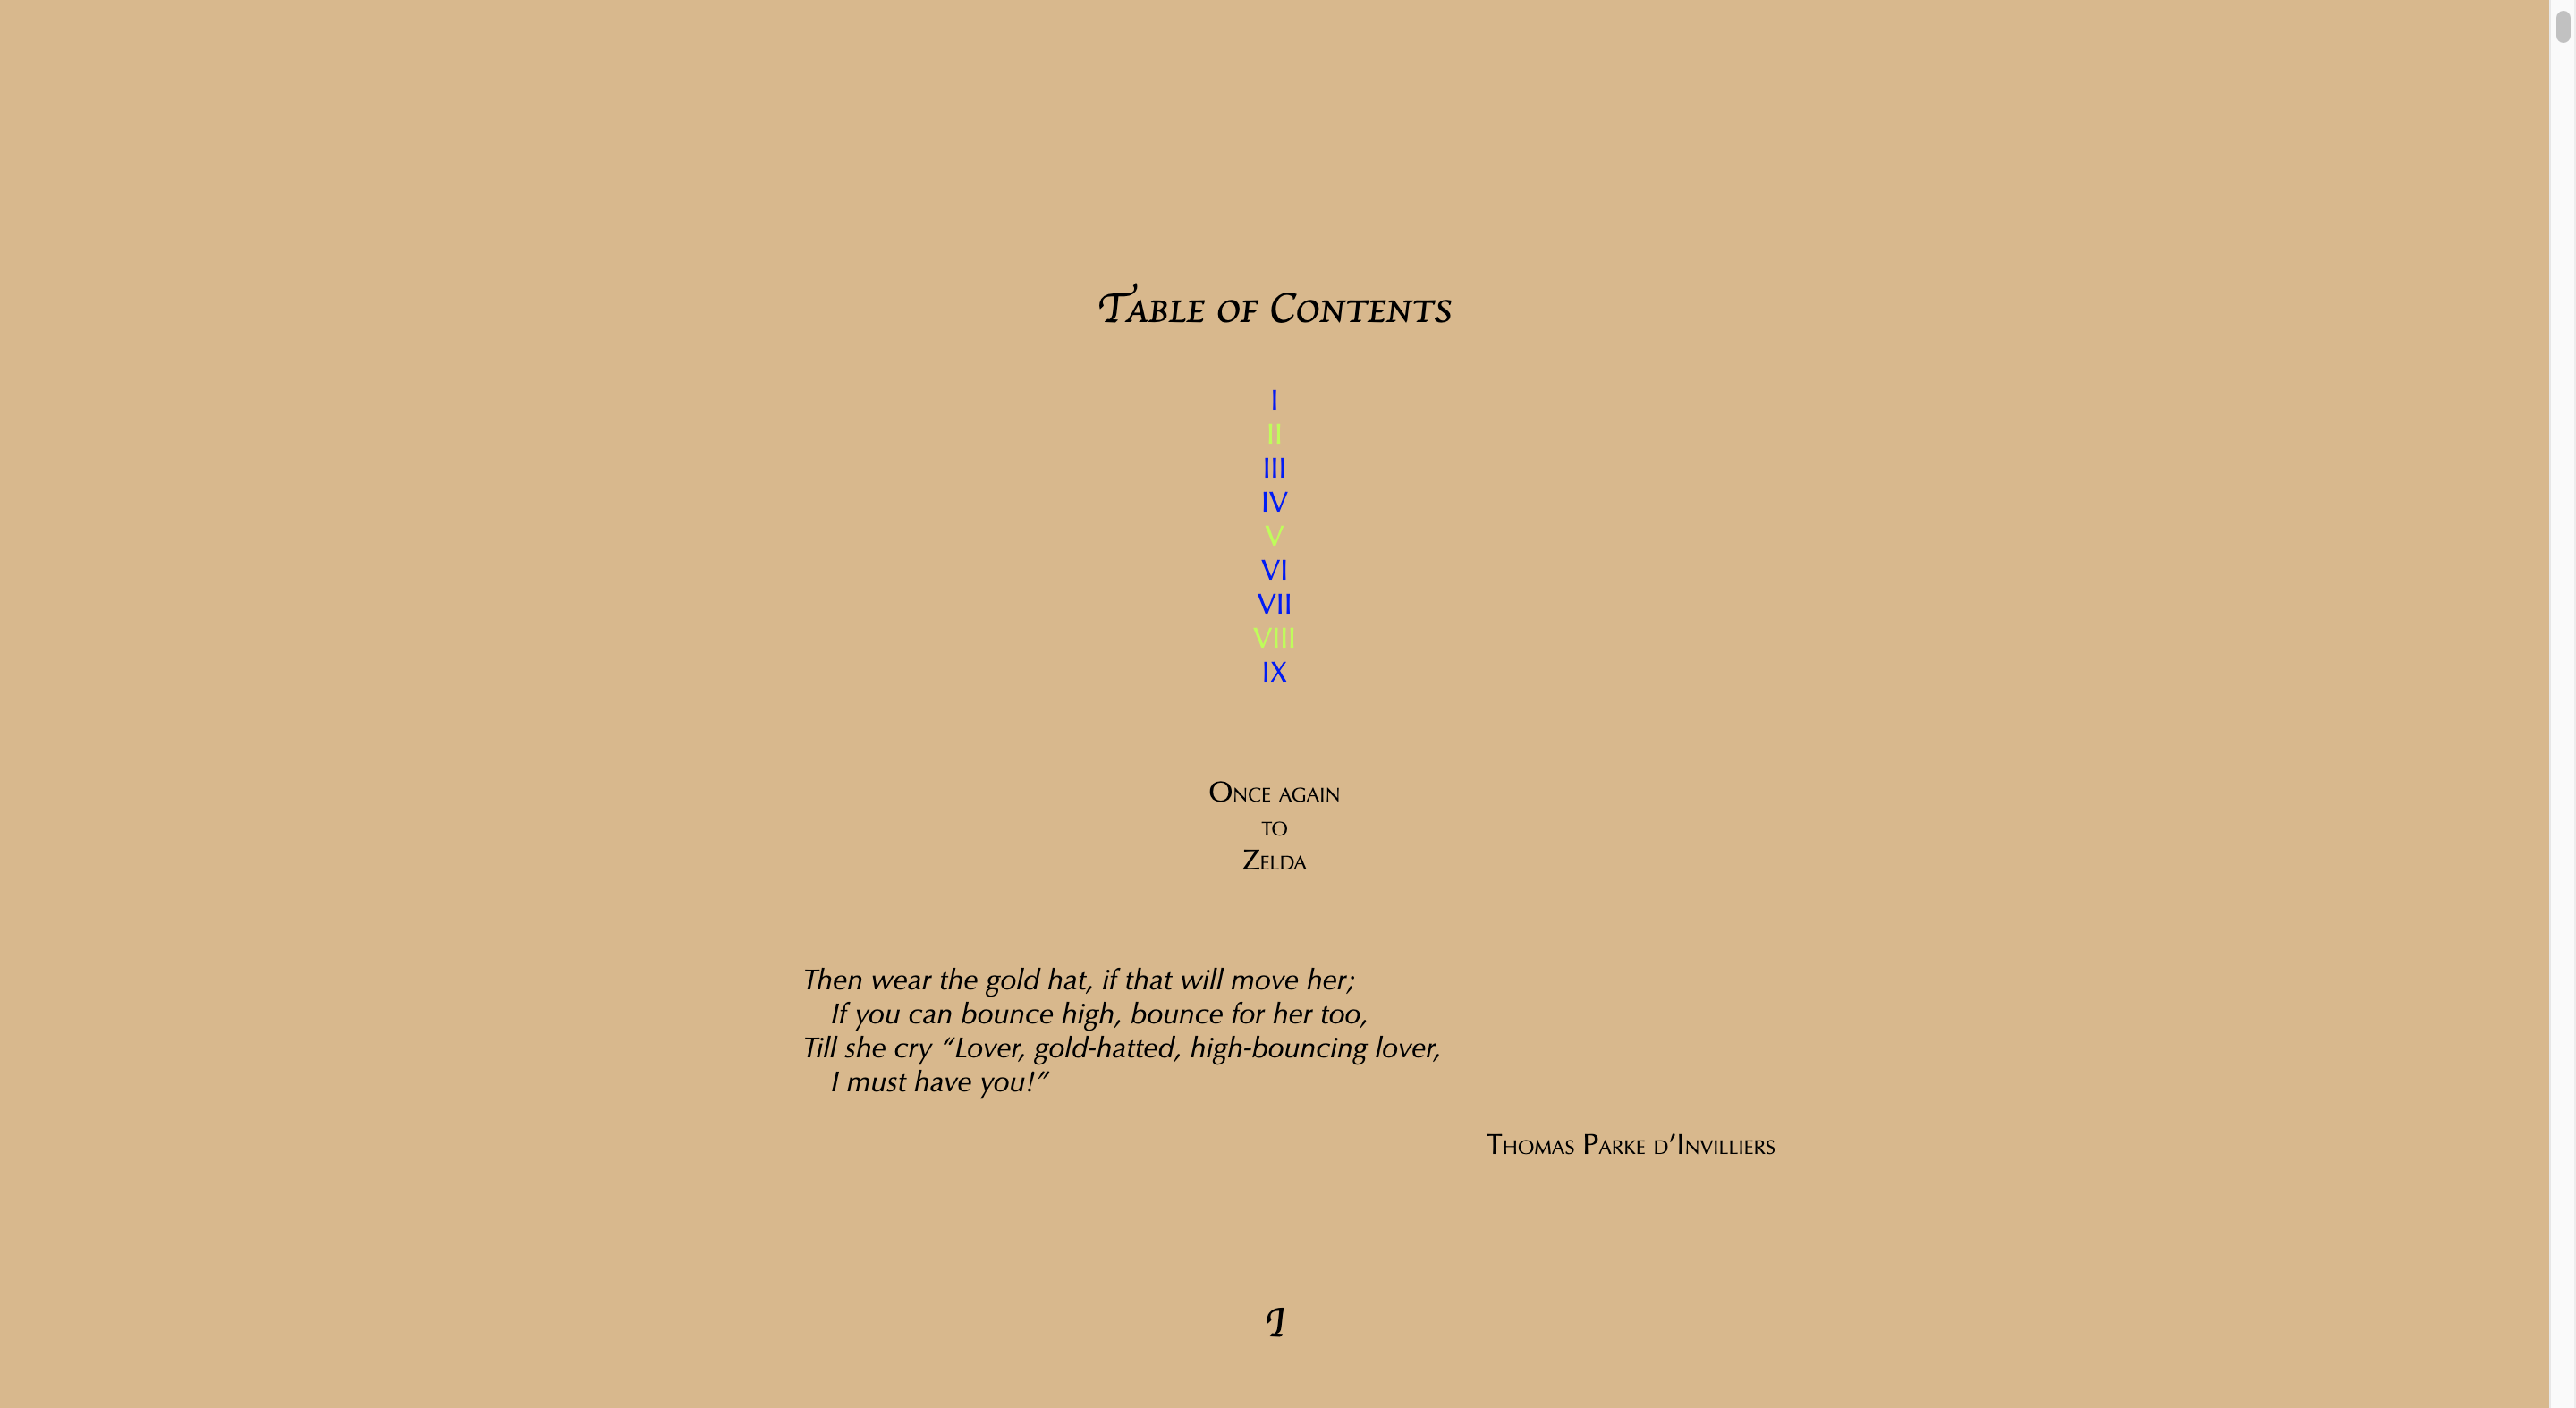 Table of Contents
I
II
III
IV
V
VI
VII
VIII
IX
Once again
to
Zelda
Then wear the gold hat, if that will move her;
If you can bounce high, bounce for her too,
Till she cry “Lover, gold-hatted, high-bouncing lover,
I must have you!”
Thomas Parke d’Invilliers
I